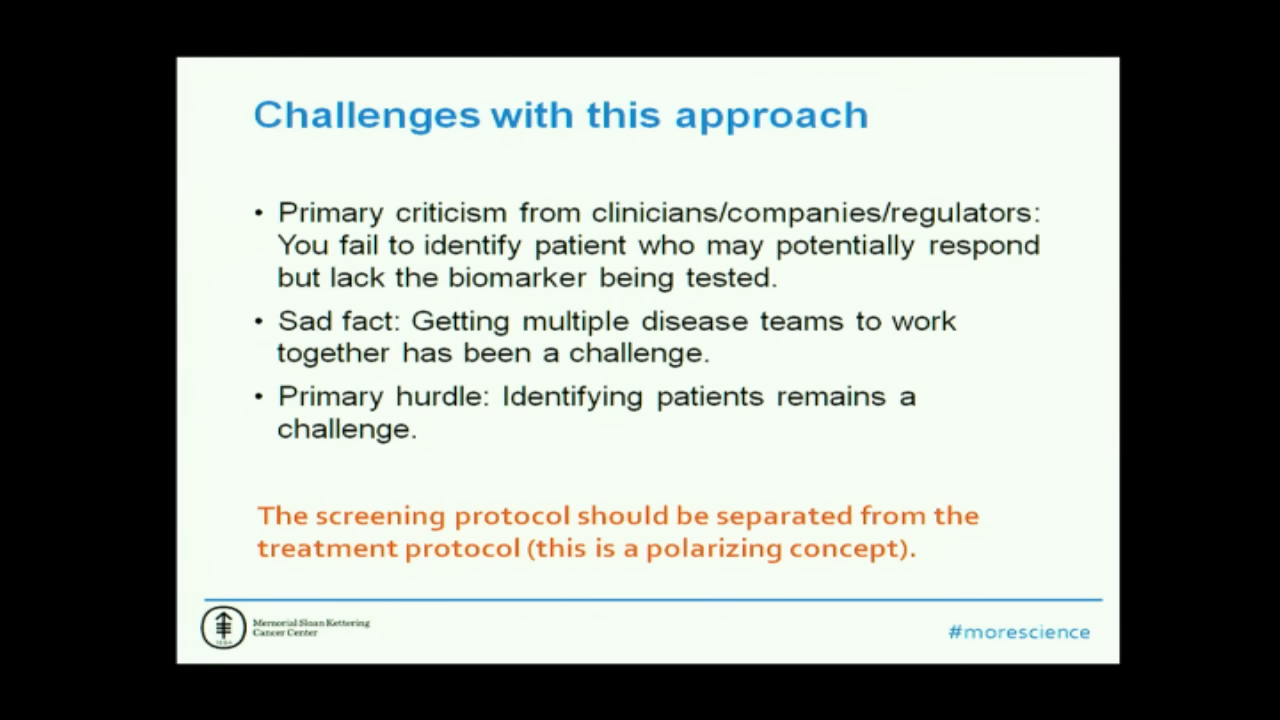 Challenges with this approach
• Primary criticism from clinicians/companies/regulators:
You fail to identify patient who may potentially respond
but lack the biomarker being tested.
• Sad fact: Getting multiple disease teams to work
together has been a challenge.
• Primary hurdle: Identifying patients remains a
challenge.
The screening protocol should be separated from the
treatment protocol (this is a polarizing concept).
Memorial Sloan Kettering
Cancer Center
#morescience